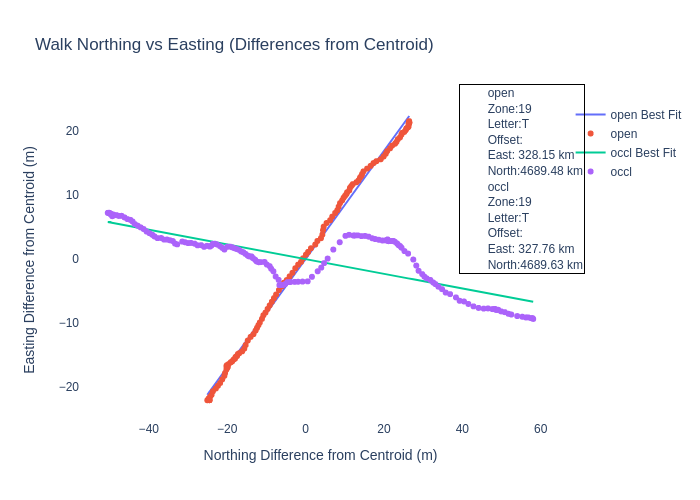 Walk Northing vs Easting (Differences from Centroid)
open
Zone:19
Letter:T
Offset:
East: 328.15 km
North:4689.48 km
occl
Zone:19
Letter:T
Offset:
East: 327.76 km
North:4689.63 km
open Best Fit
open
occl Best Fit
occl
Easting Difference from Centroid (m)
20
10
0
−10
−20
−40
−20
0
20
40
60
Northing Difference from Centroid (m)